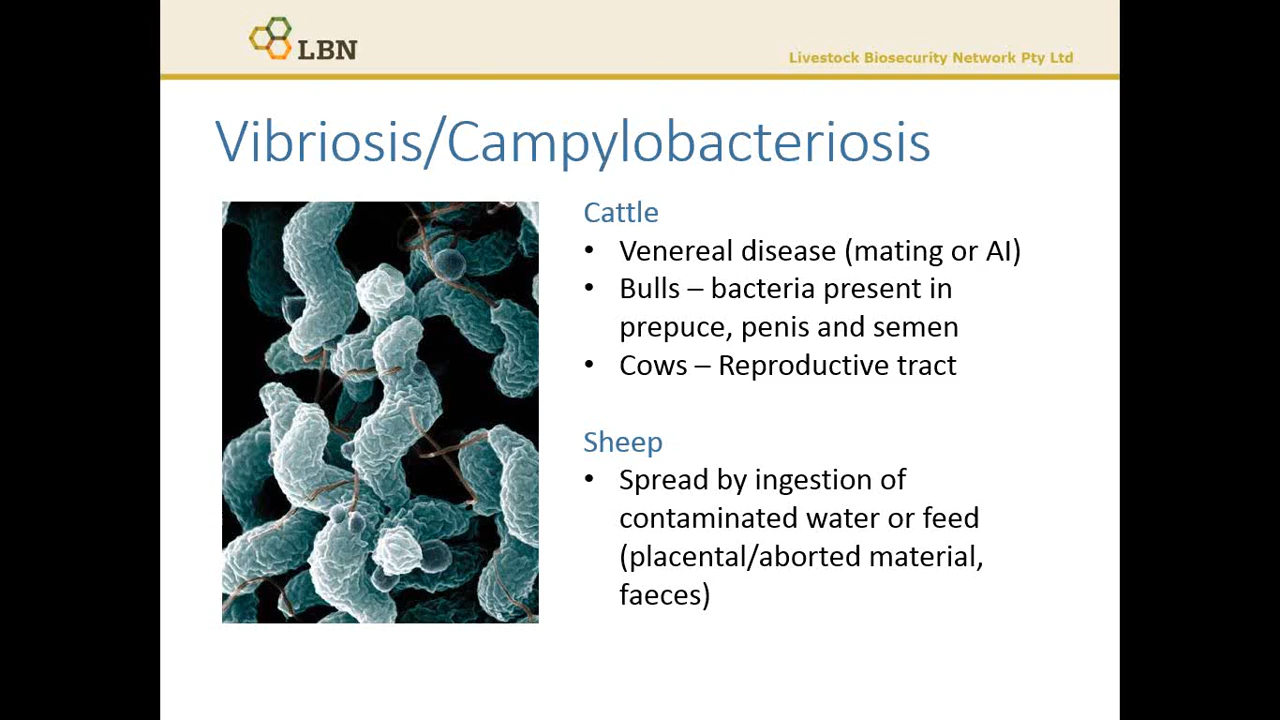 LBN
Livestock Biosecurity Network Pty Ltd
Vibriosis/Campylobacteriosis
Cattle
• Venereal disease (mating or AI)
• Bulls – bacteria present in
prepuce, penis and semen
• Cows – Reproductive tract
Sheep
• Spread by ingestion of
contaminated water or feed
(placental/aborted material,
faeces)